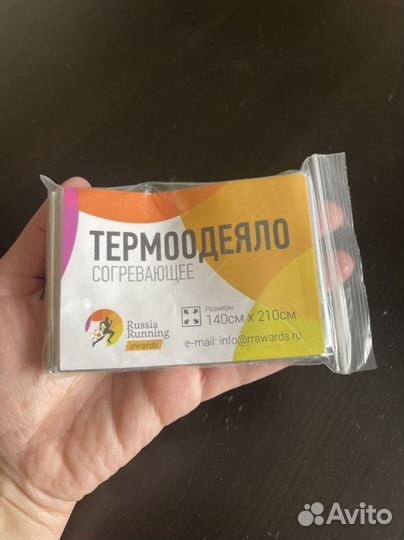 ТЕРМООДЕЯЛО
СОГРЕВАЮЩЕЕ
Размеры:
140см x 210см
Russia
Running
awards
e-mail: info@rrawards.ru
Avito